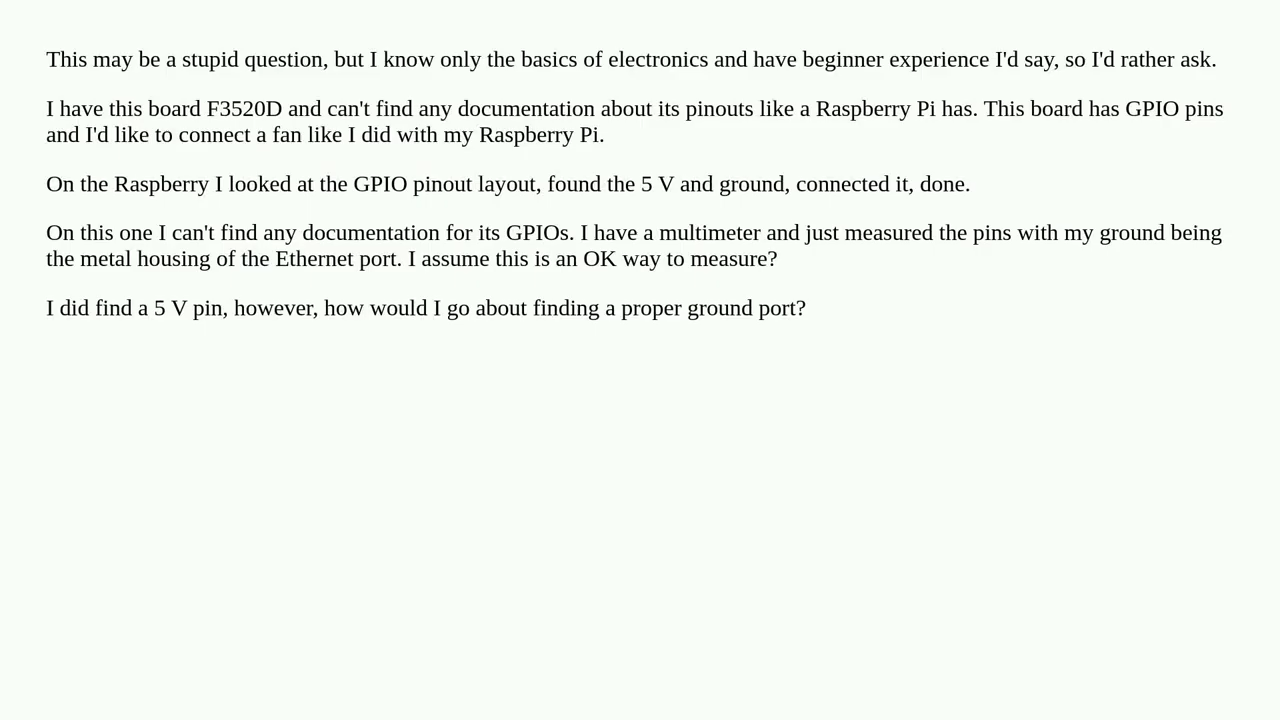 This may be a stupid question, but I know only the basics of electronics and have beginner experience I'd say, so I'd rather ask.
I have this board F3520D and can't find any documentation about its pinouts like a Raspberry Pi has. This board has GPIO pins
and I'd like to connect a fan like I did with my Raspberry Pi.
On the Raspberry I looked at the GPIO pinout layout, found the 5 V and ground, connected it, done.
On this one I can't find any documentation for its GPIOs. I have a multimeter and just measured the pins with my ground being
the metal housing of the Ethernet port. I assume this is an OK way to measure?
I did find a 5 V pin, however, how would I go about finding a proper ground port?